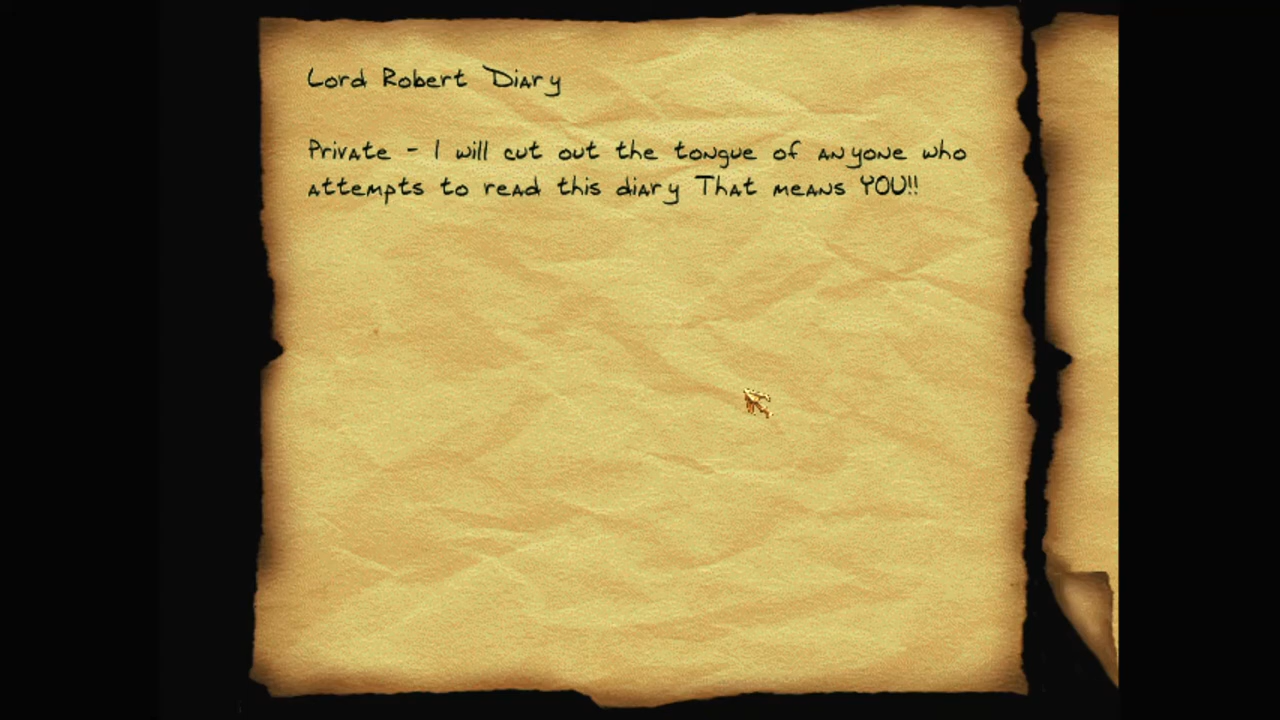 Lord Robert Diary
Private - I will cut out the tongue of anyone who
attempts to read this diary That means YOU!!